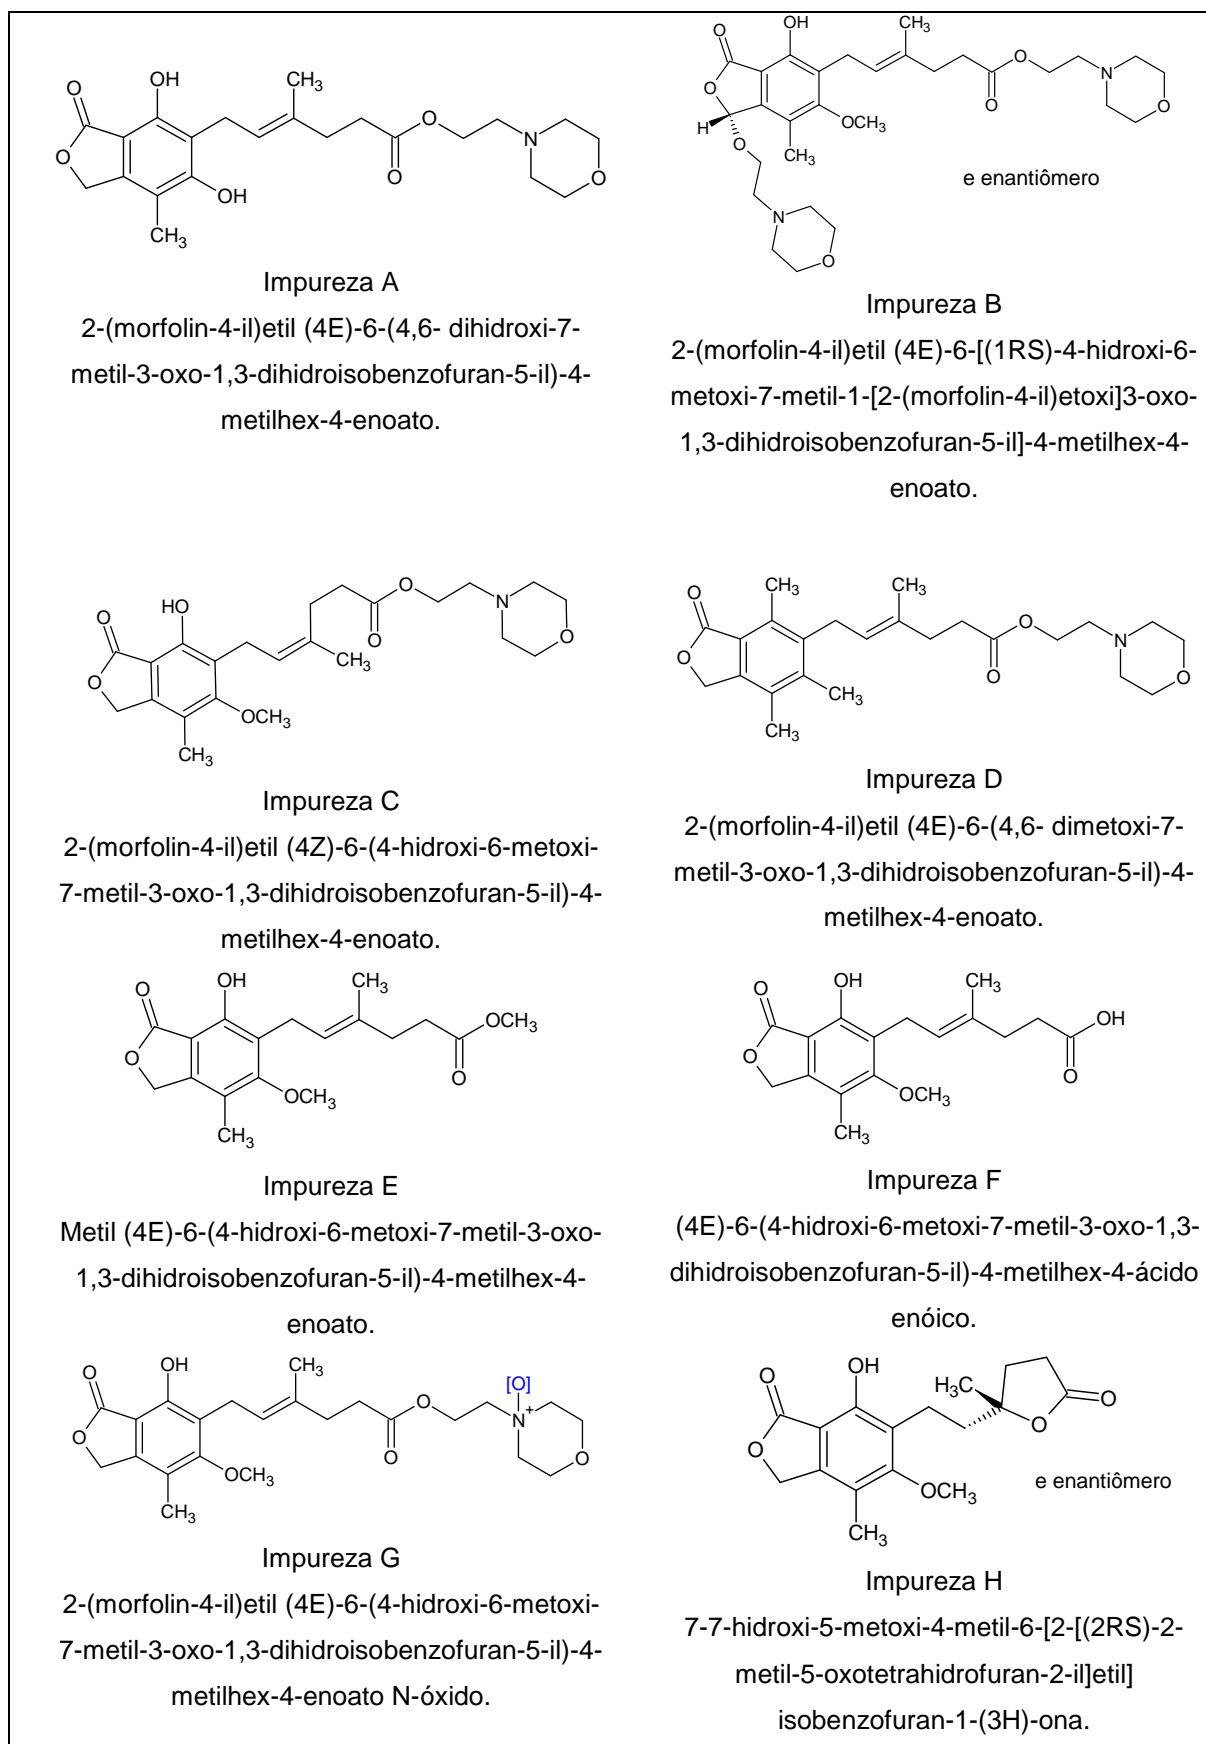 O
OH
CH3
O
O
N
O
O
OH
CH3
Impureza A
2-(morfolin-4-il)etil (4E)-6-(4,6- dihidroxi-7-
metil-3-oxo-1,3-dihidroisobenzofuran-5-il)-4-
metilhex-4-enoato.
O
OH
CH3
O
O
N
O
O
H
O
CH3
OCH3
N
O
e enantiômero
Impureza B
2-(morfolin-4-il)etil (4E)-6-[(1RS)-4-hidroxi-6-
metoxi-7-metil-1-[2-(morfolin-4-il)etoxi]3-oxo-
1,3-dihidroisobenzofuran-5-il]-4-metilhex-4-
enoato.
O
HO
O
O
N
O
CH3
O
OCH3
CH3
Impureza C
2-(morfolin-4-il)etil (4Z)-6-(4-hidroxi-6-metoxi-
7-metil-3-oxo-1,3-dihidroisobenzofuran-5-il)-4-
metilhex-4-enoato.
O
CH3
CH3
O
O
N
O
O
CH3
CH3
Impureza D
2-(morfolin-4-il)etil (4E)-6-(4,6- dimetoxi-7-
metil-3-oxo-1,3-dihidroisobenzofuran-5-il)-4-
metilhex-4-enoato.
O
OH
CH3
OCH3
O
O
OCH3
CH3
Impureza E
Metil (4E)-6-(4-hidroxi-6-metoxi-7-metil-3-oxo-
1,3-dihidroisobenzofuran-5-il)-4-metilhex-4-
enoato.
O
OH
CH3
OH
O
O
OCH3
CH3
Impureza F
(4E)-6-(4-hidroxi-6-metoxi-7-metil-3-oxo-1,3-
dihidroisobenzofuran-5-il)-4-metilhex-4-ácido
enóico.
O
OH
CH3
O
O
[O]
N+
O
O
OCH3
CH3
Impureza G
2-(morfolin-4-il)etil (4E)-6-(4-hidroxi-6-metoxi-
7-metil-3-oxo-1,3-dihidroisobenzofuran-5-il)-4-
metilhex-4-enoato N-óxido.
O
OH
H3C
O
O
O
OCH3
CH3
e enantiômero
Impureza H
7-7-hidroxi-5-metoxi-4-metil-6-[2-[(2RS)-2-
metil-5-oxotetrahidrofuran-2-il]etil]
isobenzofuran-1-(3H)-ona.